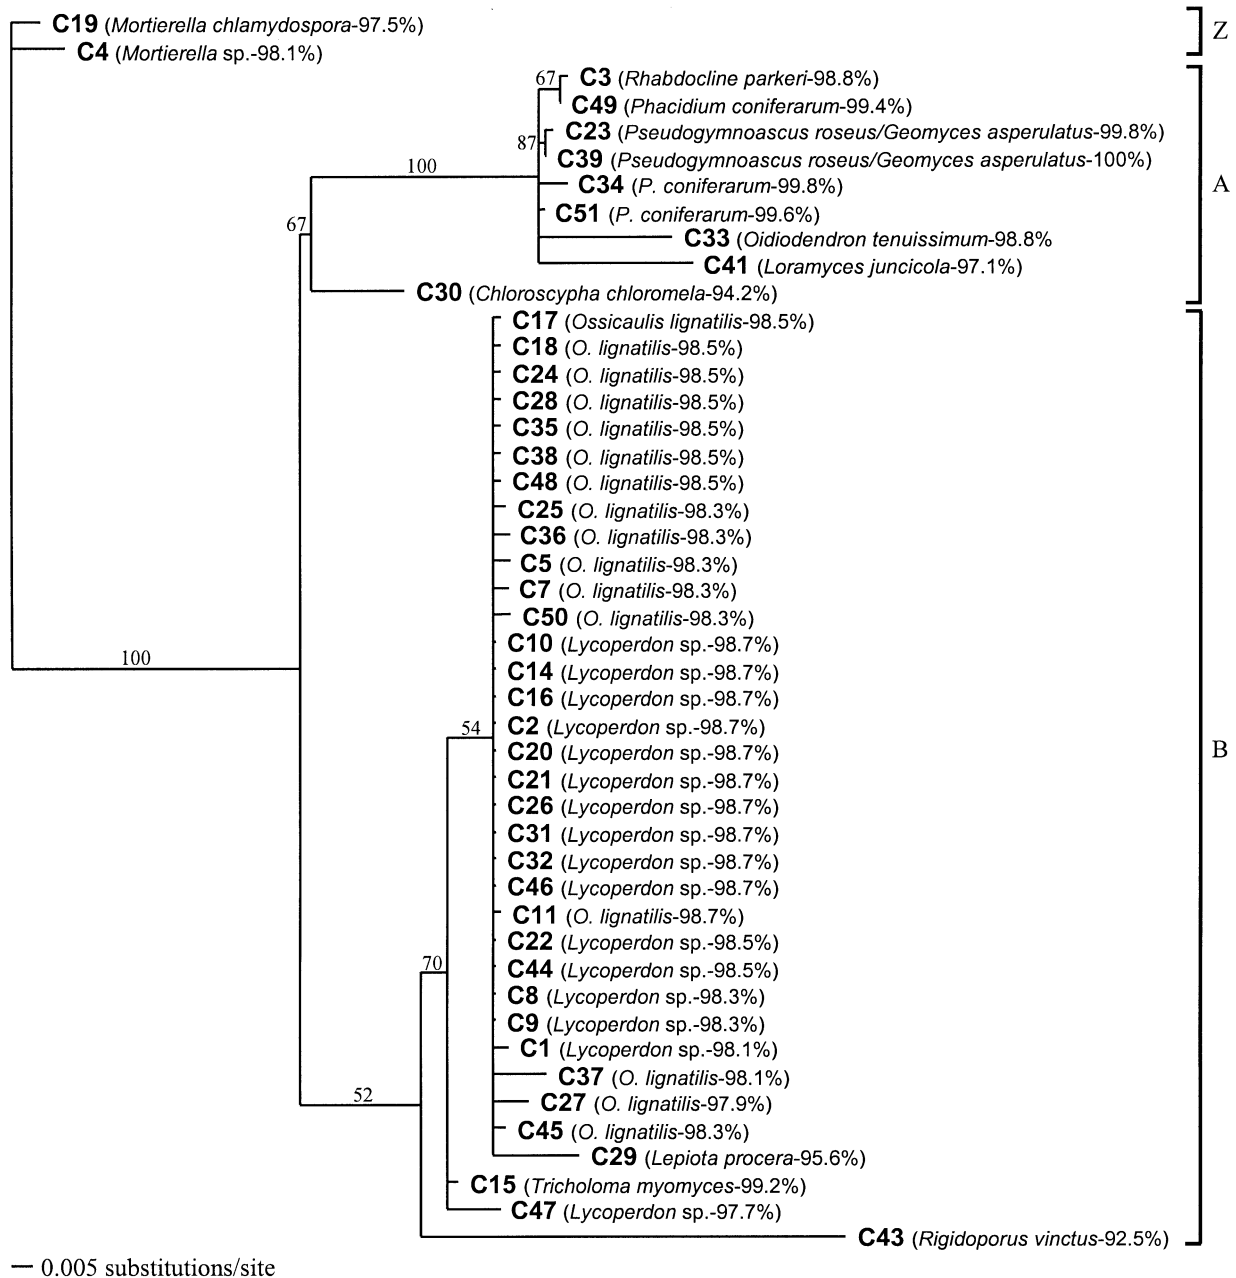 C19 (Mortierella chlamydospora-97.5%)
Z
C4 (Mortierella sp.-98.1%)
67 C3 (Rhabdocline parkeri-98.8%)
C49 (Phacidium coniferarum-99.4%)
C23 (Pseudogymnoascus roseus/Geomyces asperulatus-99.8%)
87
C39 (Pseudogymnoascus roseus/Geomyces asperulatus-100%)
100
C34 (P. coniferarum-99.8%)
A
C51 (P. coniferarum-99.6%)
67
C33 (Oidiodendron tenuissimum-98.8%
C41 (Loramyces juncicola-97.1%)
C30 (Chloroscypha chloromela-94.2%)
C17 (Ossicaulis lignatilis-98.5%)
C18 (O. lignatilis-98.5%)
C24 (O. lignatilis-98.5%)
C28 (O. lignatilis-98.5%)
C35 (O. lignatilis-98.5%)
C38 (O. lignatilis-98.5%)
C48 (O. lignatilis-98.5%)
C25 (O. lignatilis-98.3%)
C36 (O. lignatilis-98.3%)
C5 (O. lignatilis-98.3%)
C7 (O. lignatilis-98.3%)
C50 (O. lignatilis-98.3%)
C10 (Lycoperdon sp.-98.7%)
100
C14 (Lycoperdon sp.-98.7%)
C16 (Lycoperdon sp.-98.7%)
C2 (Lycoperdon sp.-98.7%)
54
B
C20 (Lycoperdon sp.-98.7%)
C21 (Lycoperdon sp.-98.7%)
C26 (Lycoperdon sp.-98.7%)
C31 (Lycoperdon sp.-98.7%)
C32 (Lycoperdon sp.-98.7%)
C46 (Lycoperdon sp.-98.7%)
C11 (O. lignatilis-98.7%)
C22 (Lycoperdon sp.-98.5%)
70
C44 (Lycoperdon sp.-98.5%)
C8 (Lycoperdon sp.-98.3%)
C9 (Lycoperdon sp.-98.3%)
C1 (Lycoperdon sp.-98.1%)
C37 (O. lignatilis-98.1%)
52
C27 (O. lignatilis-97.9%)
C45 (O. lignatilis-98.3%)
C29 (Lepiota procera-95.6%)
C15 (Tricholoma myomyces-99.2%)
C47 (Lycoperdon sp.-97.7%)
C43 (Rigidoporus vinctus-92.5%)
0.005 substitutions/site